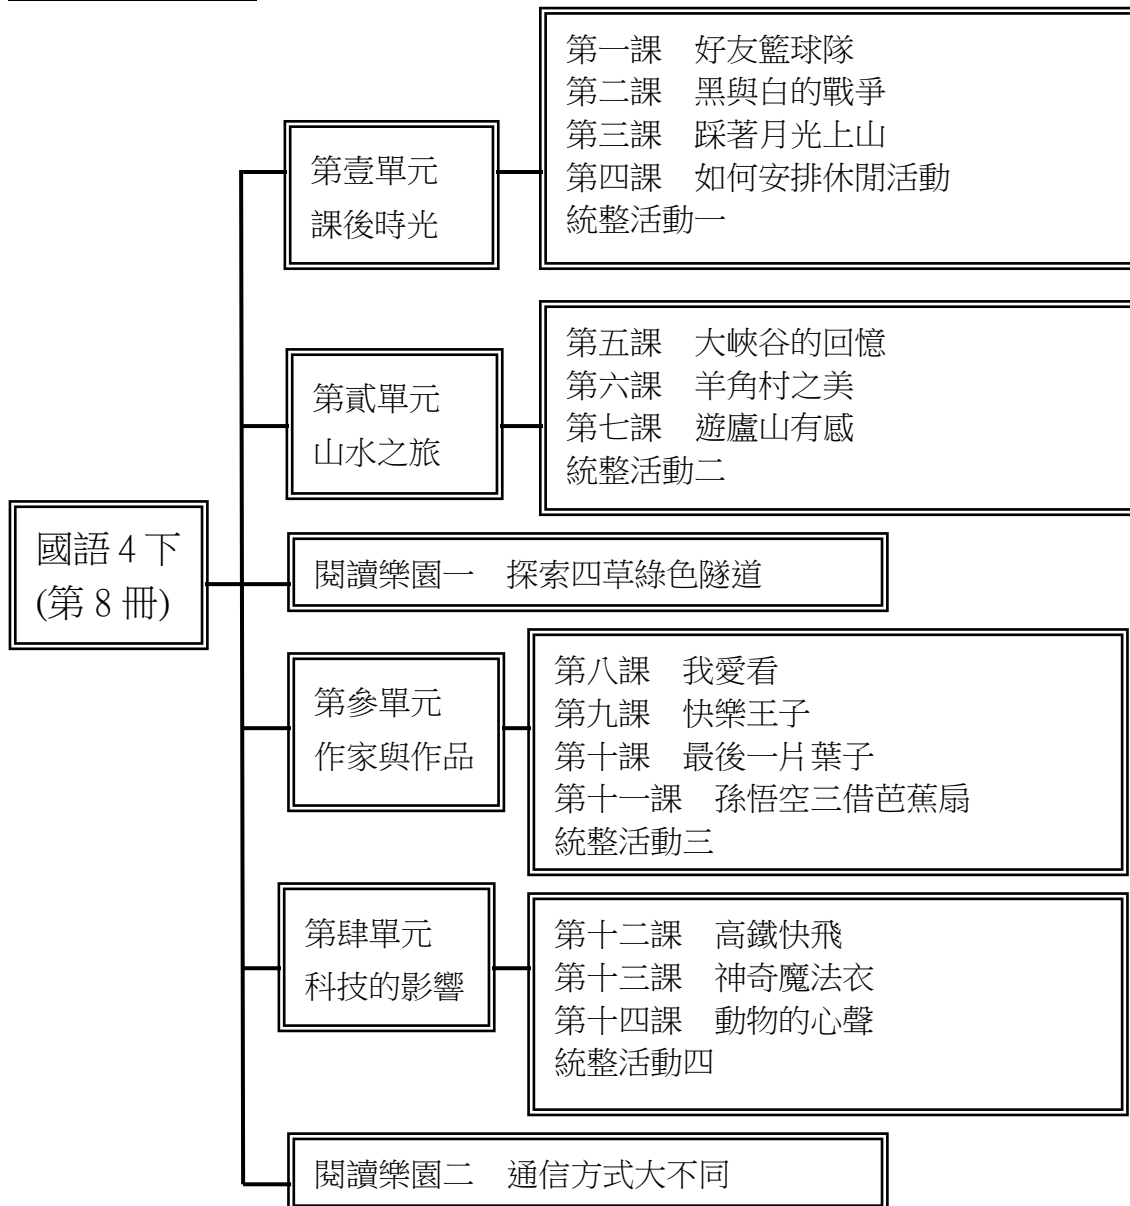 國語 4 下
(第 8 冊)
第壹單元
課後時光
第一課　好友籃球隊
第二課　黑與白的戰爭
第三課　踩著月光上山
第四課　如何安排休閒活動
統整活動一
第貳單元
山水之旅
第五課　大峽谷的回憶
第六課　羊角村之美
第七課　遊廬山有感
統整活動二
閱讀樂園一　探索四草綠色隧道
第參單元
作家與作品
第八課　我愛看
第九課　快樂王子
第十課　最後一片葉子
第十一課　孫悟空三借芭蕉扇
統整活動三
第肆單元
科技的影響
第十二課　高鐵快飛
第十三課　神奇魔法衣
第十四課　動物的心聲
統整活動四
閱讀樂園二　通信方式大不同